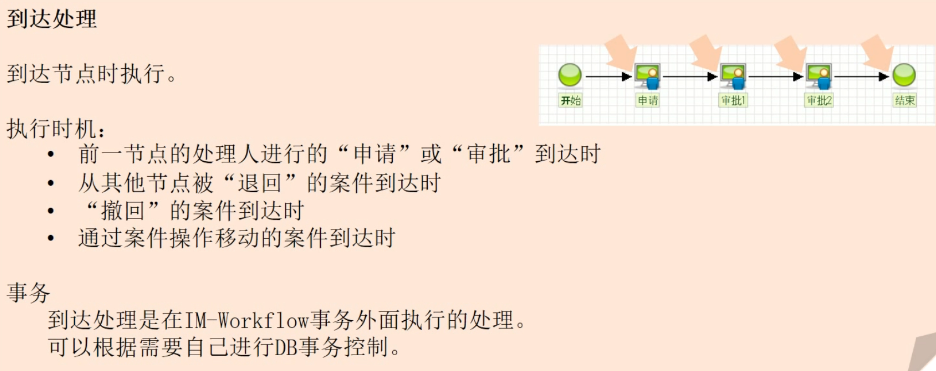 到达处理
到达节点时执行。
开始
申请
审批1
审批2
结束
执行时机：
• 前一节点的处理人进行的“申请”或“审批”到达时
• 从其他节点被“退回”的案件到达时
• “撤回”的案件到达时
• 通过案件操作移动的案件到达时
事务
到达处理是在IM-Workflow事务外面执行的处理。
可以根据需要自己进行DB事务控制。